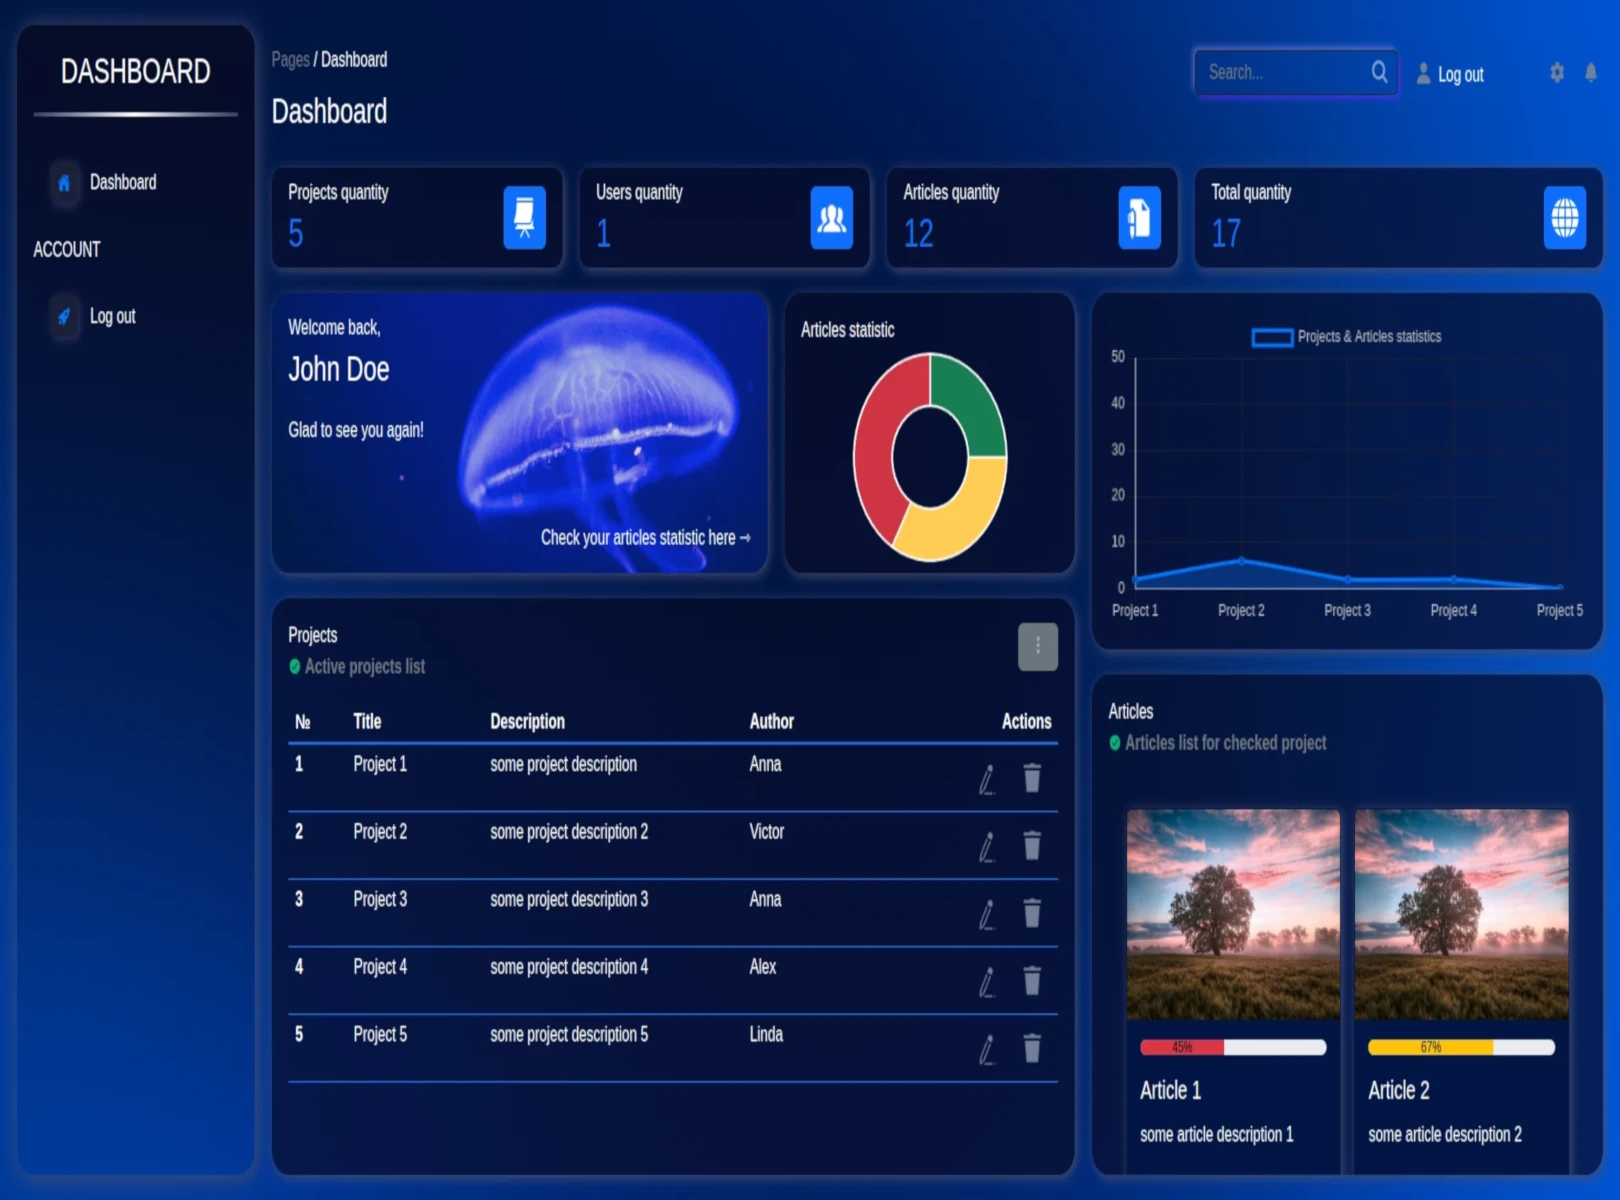 DASHBOARD
Dashboard
ACCOUNT
Log out
Pages / Dashboard
Dashboard
Search...
Log out
Projects quantity
5
Users quantity
1
Articles quantity
12
Total quantity
17
Welcome back,
John Doe
Glad to see you again!
Check your articles statistic here →
Articles statistic
Projects & Articles statistics
50
40
30
20
10
0
Project 1 Project 2 Project 3 Project 4 Project 5
Projects
Active projects list
№ Title Description Author Actions
1 Project 1 some project description Anna
2 Project 2 some project description 2 Victor
3 Project 3 some project description 3 Anna
4 Project 4 some project description 4 Alex
5 Project 5 some project description 5 Linda
Articles
Articles list for checked project
45%
Article 1
some article description 1
67%
Article 2
some article description 2